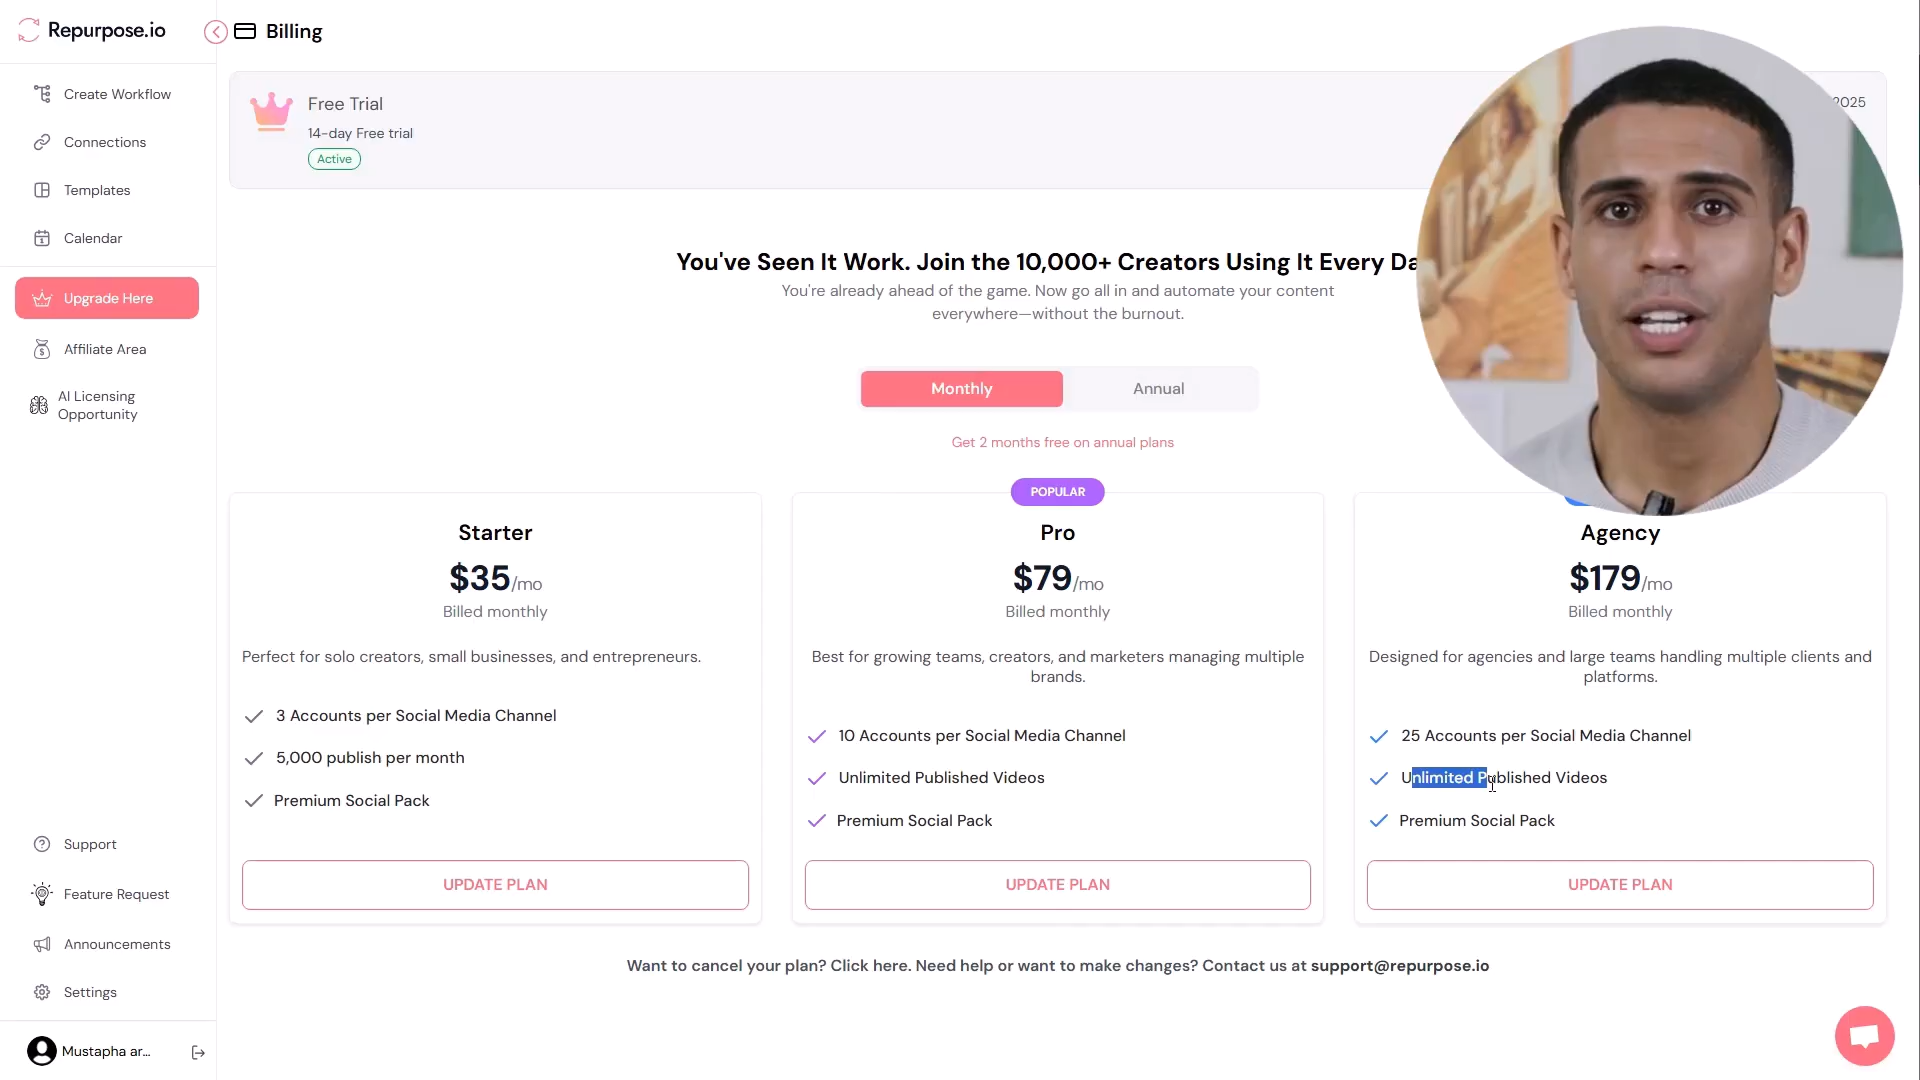 Repurpose.io
Billing
Create Workflow
Connections
Templates
Calendar
Upgrade Here
Affiliate Area
AI Licensing
Opportunity
Support
Feature Request
Announcements
Settings
Mustapha ar...
Free Trial
2025
14-day Free trial
Active
You've Seen It Work. Join the 10,000+ Creators Using It Every Da
You're already ahead of the game. Now go all in and automate your content
everywhere—without the burnout.
Monthly
Annual
Get 2 months free on annual plans
Starter
$35/mo
Billed monthly
Perfect for solo creators, small businesses, and entrepreneurs.
3 Accounts per Social Media Channel
5,000 publish per month
Premium Social Pack
UPDATE PLAN
POPULAR
Pro
$79/mo
Billed monthly
Best for growing teams, creators, and marketers managing multiple
brands.
10 Accounts per Social Media Channel
Unlimited Published Videos
Premium Social Pack
UPDATE PLAN
Agency
$179/mo
Billed monthly
Designed for agencies and large teams handling multiple clients and
platforms.
25 Accounts per Social Media Channel
Unlimited Published Videos
Premium Social Pack
UPDATE PLAN
Want to cancel your plan? Click here. Need help or want to make changes? Contact us at support@repurpose.io